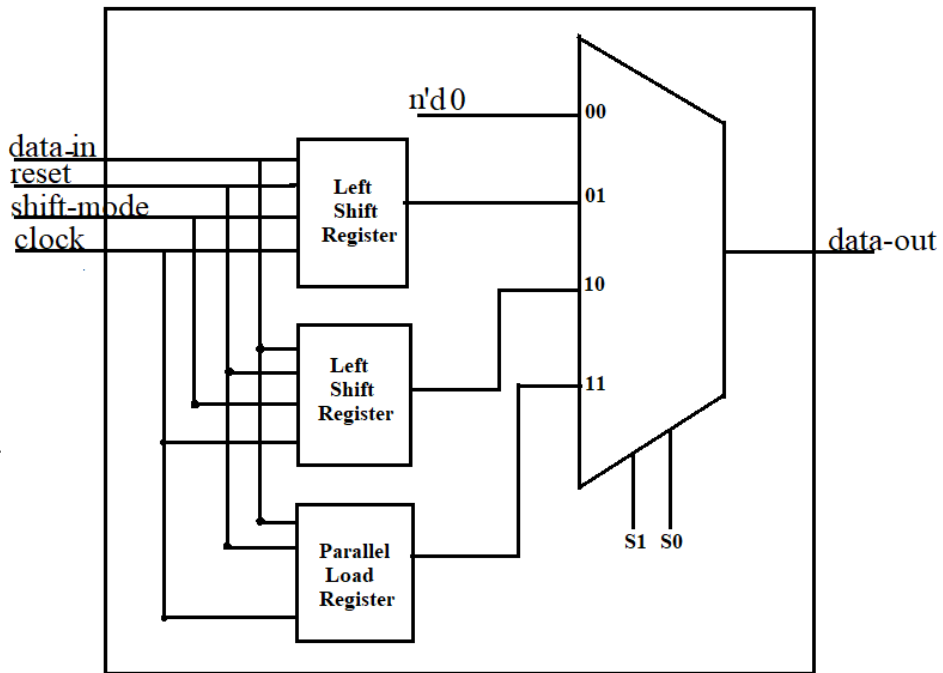 n'd0
00
data-in
reset
shift-mode
clock
Left
Shift
Register
01
data-out
10
Left
Shift
Register
11
Parallel
Load
Register
S1 S0